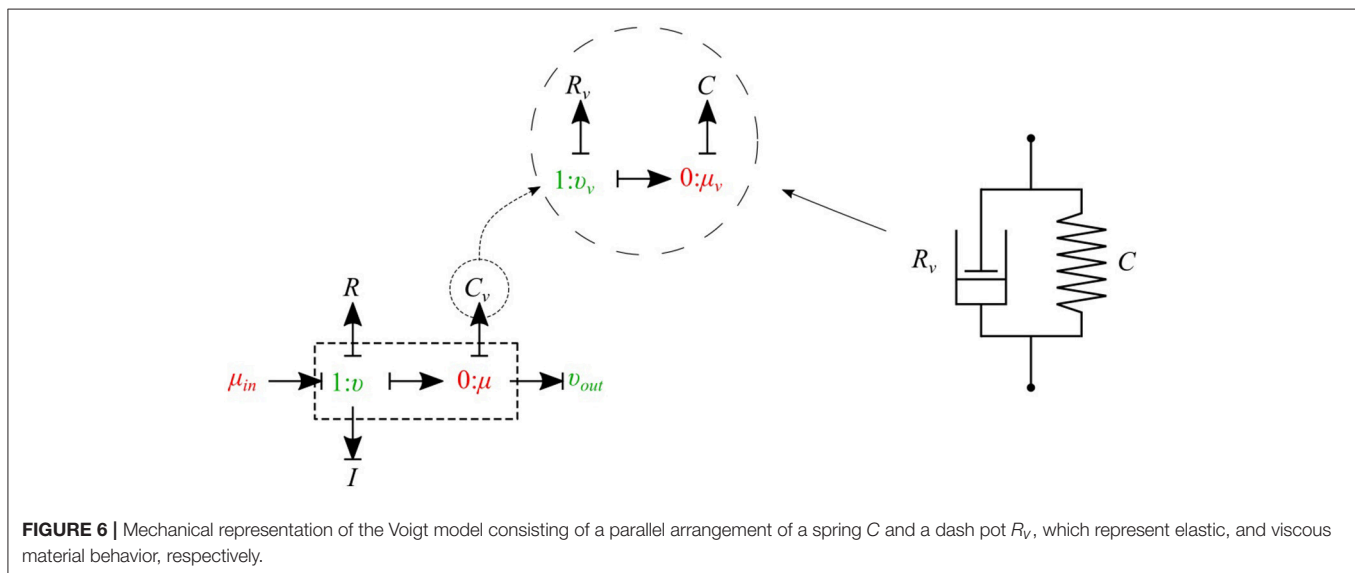 R_v C
1:υ_v 0:μ_v
R_v C
R C_v
μ_in 1:υ 0:μ υ_out
I
FIGURE 6 | Mechanical representation of the Voigt model consisting of a parallel arrangement of a spring C and a dash pot R_v, which represent elastic, and viscous
material behavior, respectively.